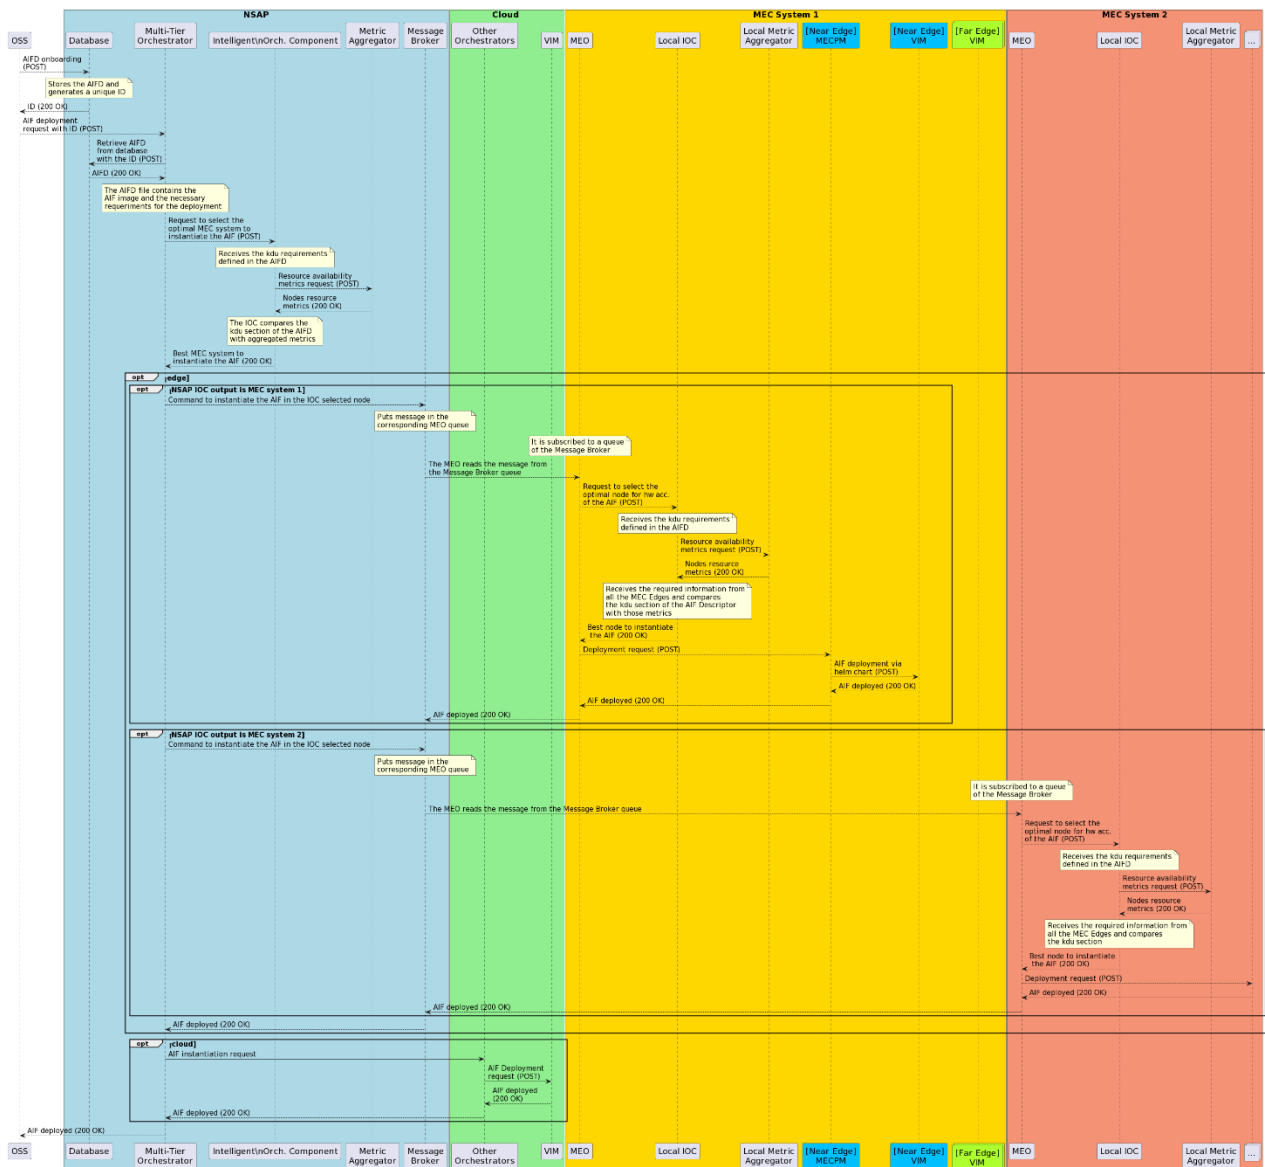 NSAP
Cloud
MEC System 1
MEC System 2
OSS
Database
Multi-Tier
Orchestrator
Intelligent\nOrch. Component
Metric
Aggregator
Message
Broker
Other
Orchestrators
VIM
MEO
Local IOC
Local Metric
Aggregator
[Near Edge]
MECPM
[Near Edge]
VIM
[Far Edge]
VIM
MEO
Local IOC
Local Metric
Aggregator
...
AIFD onboarding
(POST)
Stores the AIFD and
generates a unique ID
ID (200 OK)
AIF deployment
request with ID (POST)
Retrieve AIFD
from database
with the ID (POST)
AIFD (200 OK)
The AIFD file contains the
AIF image and the necessary
requeriments for the deployment
Request to select the
optimal MEC system to
instantiate the AIF (POST)
Receives the kdu requirements
defined in the AIFD
Resource availability
metrics request (POST)
Nodes resource
metrics (200 OK)
The IOC compares the
kdu section of the AIFD
with aggregated metrics
Best MEC system to
instantiate the AIF (200 OK)
opt [edge]
opt [NSAP IOC output is MEC system 1]
Command to instantiate the AIF in the IOC selected node
Puts message in the
corresponding MEO queue
It is subscribed to a queue
of the Message Broker
The MEO reads the message from
the Message Broker queue
Request to select the
optimal node for hw acc.
of the AIF (POST)
Receives the kdu requirements
defined in the AIFD
Resource availability
metrics request (POST)
Nodes resource
metrics (200 OK)
Receives the required information from
all the MEC Edges and compares
the kdu section of the AIF Descriptor
with those metrics
Best node to instantiate
the AIF (200 OK)
Deployment request (POST)
AIF deployment via
helm chart (POST)
AIF deployed (200 OK)
AIF deployed (200 OK)
AIF deployed (200 OK)
opt [NSAP IOC output is MEC system 2]
Command to instantiate the AIF in the IOC selected node
Puts message in the
corresponding MEO queue
It is subscribed to a queue
of the Message Broker
The MEO reads the message from the Message Broker queue
Request to select the
optimal node for hw acc.
of the AIF (POST)
Receives the kdu requirements
defined in the AIFD
Resource availability
metrics request (POST)
Nodes resource
metrics (200 OK)
Receives the required information from
all the MEC Edges and compares
the kdu section
Best node to instantiate
the AIF (200 OK)
Deployment request (POST)
AIF deployed (200 OK)
AIF deployed (200 OK)
AIF deployed (200 OK)
opt [cloud]
AIF instantiation request
AIF Deployment
request (POST)
AIF deployed
(200 OK)
AIF deployed (200 OK)
AIF deployed (200 OK)
OSS
Database
Multi-Tier
Orchestrator
Intelligent\nOrch. Component
Metric
Aggregator
Message
Broker
Other
Orchestrators
VIM
MEO
Local IOC
Local Metric
Aggregator
[Near Edge]
MECPM
[Near Edge]
VIM
[Far Edge]
VIM
MEO
Local IOC
Local Metric
Aggregator
...